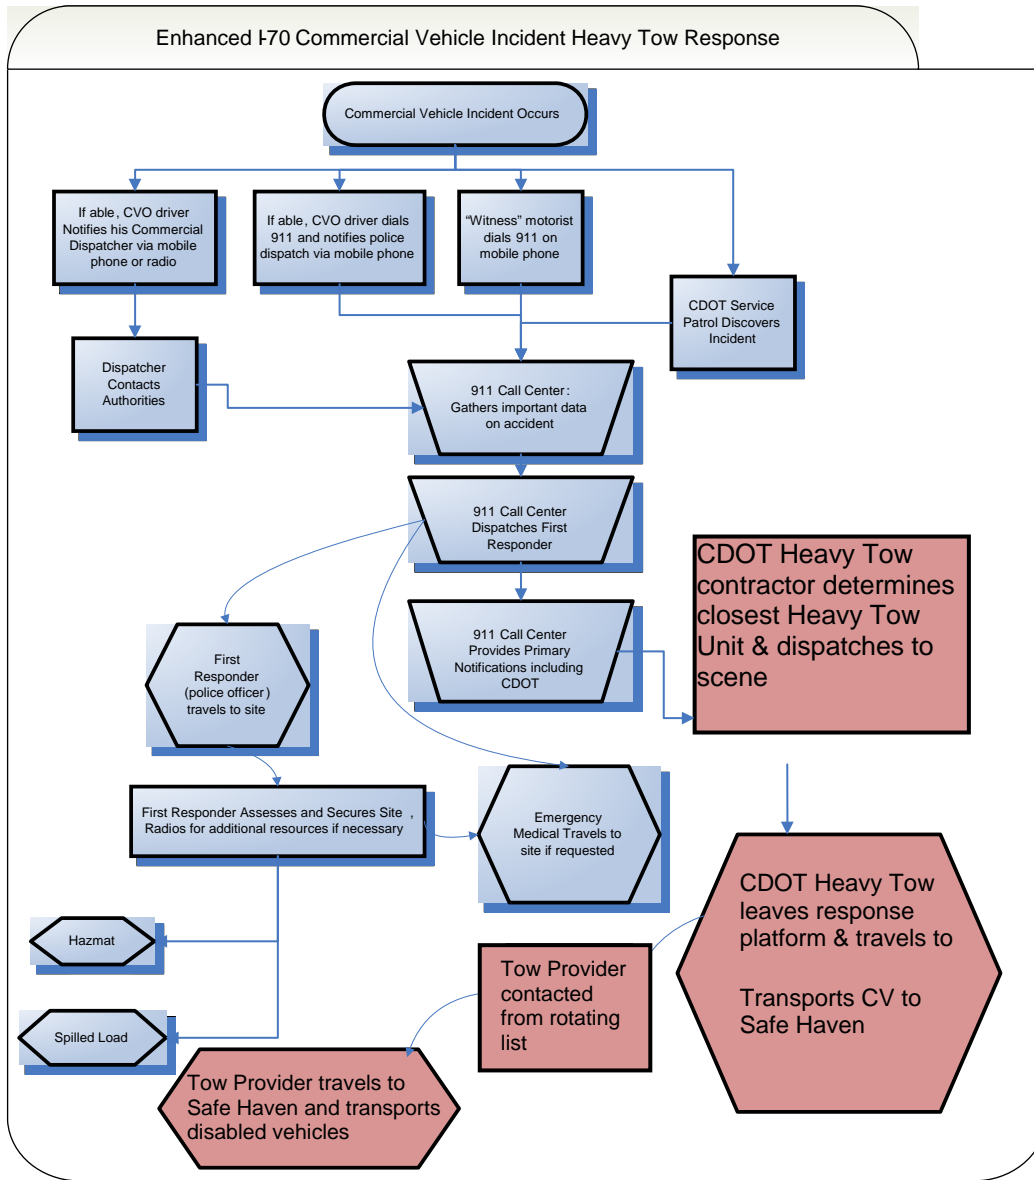 Enhanced I-70 Commercial Vehicle Incident Heavy Tow Response
Commercial Vehicle Incident Occurs
If able, CVO driver
Notifies his Commercial
Dispatcher via mobile
phone or radio
If able, CVO driver dials
911 and notifies police
dispatch via mobile phone
“Witness” motorist
dials 911 on
mobile phone
CDOT Service
Patrol Discovers
Incident
Dispatcher
Contacts
Authorities
911 Call Center:
Gathers important data
on accident
911 Call Center
Dispatches First
Responder
CDOT Heavy Tow
contractor determines
closest Heavy Tow
Unit & dispatches to
scene
911 Call Center
Provides Primary
Notifications including
CDOT
First
Responder
(police officer)
travels to site
First Responder Assesses and Secures Site ,
Radios for additional resources if necessary
Emergency
Medical Travels to
site if requested
CDOT Heavy Tow
leaves response
platform & travels to
Transports CV to
Safe Haven
Hazmat
Tow Provider
contacted
from rotating
list
Spilled Load
Tow Provider travels to
Safe Haven and transports
disabled vehicles